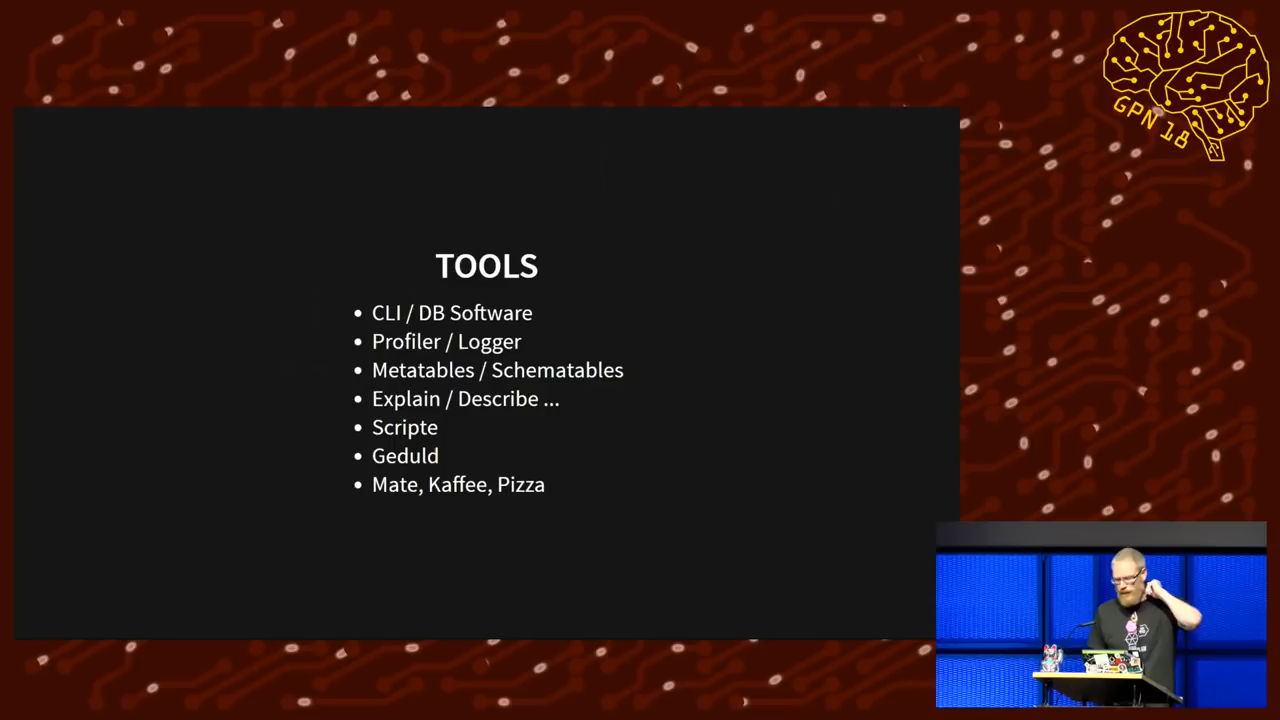 GPN 18
TOOLS
• CLI / DB Software
• Profiler / Logger
• Metatables / Schematables
• Explain / Describe ...
• Scripte
• Geduld
• Mate, Kaffee, Pizza